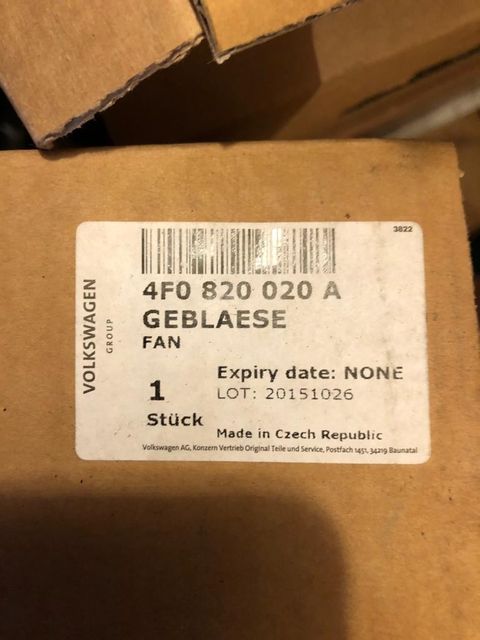 3822
4F0 820 020 A
GEBLAESE
FAN
VOLKSWAGEN
GROUP
Expiry date: NONE
1
LOT: 20151026
Stück
Made in Czech Republic
Volkswagen AG, Konzern Vertrieb Original Teile und Service, Postfach 1451, 34219 Baunatal